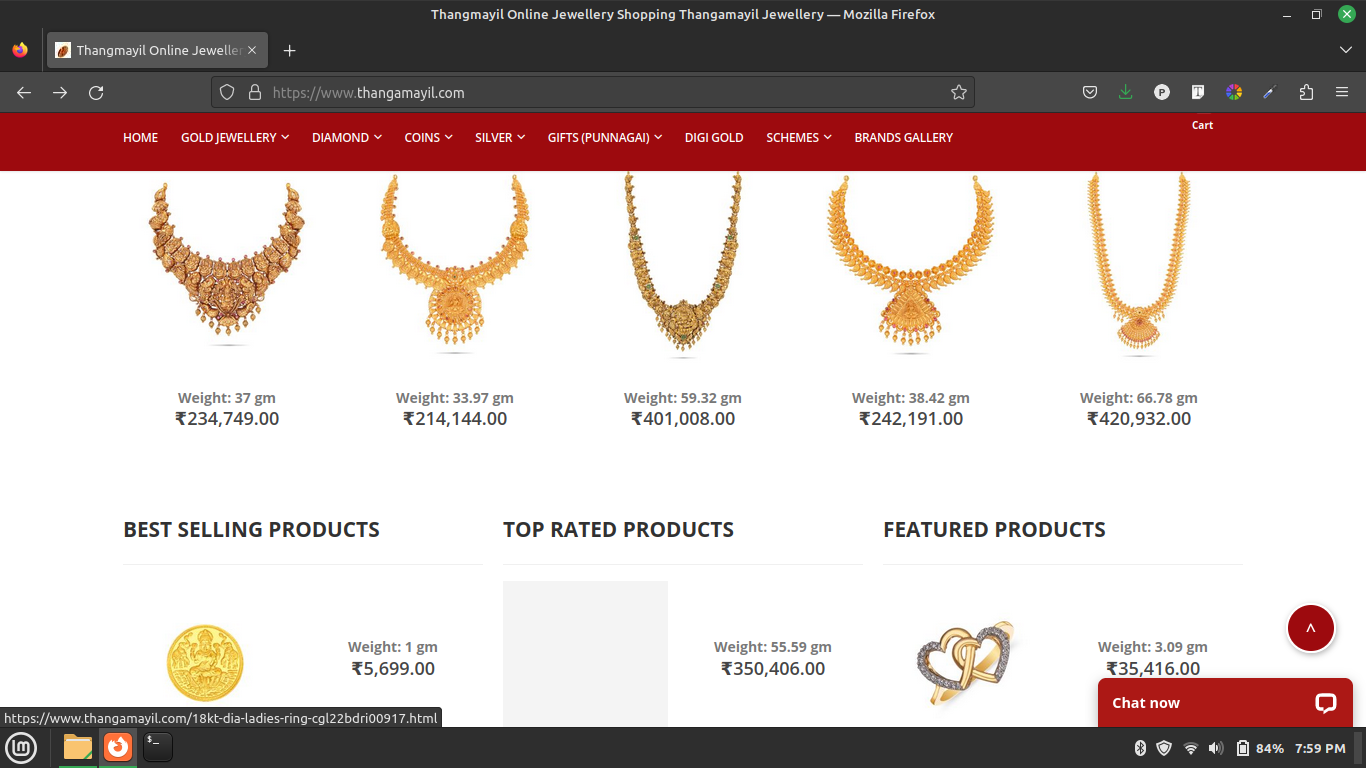 Thangmayil Online Jewellery Shopping Thangamayil Jewellery — Mozilla Firefox
Thangmayil Online Jeweller
https://www.thangamayil.com
P
T
Cart
HOME GOLD JEWELLERY DIAMOND COINS SILVER GIFTS (PUNNAGAI) DIGI GOLD SCHEMES BRANDS GALLERY
Weight: 37 gm Weight: 33.97 gm Weight: 59.32 gm Weight: 38.42 gm Weight: 66.78 gm
₹234,749.00 ₹214,144.00 ₹401,008.00 ₹242,191.00 ₹420,932.00
BEST SELLING PRODUCTS TOP RATED PRODUCTS FEATURED PRODUCTS
Weight: 1 gm Weight: 55.59 gm Weight: 3.09 gm
₹5,699.00 ₹350,406.00 ₹35,416.00
Chat now
https://www.thangamayil.com/18kt-dia-ladies-ring-cgl22bdri00917.html
84% 7:59 PM